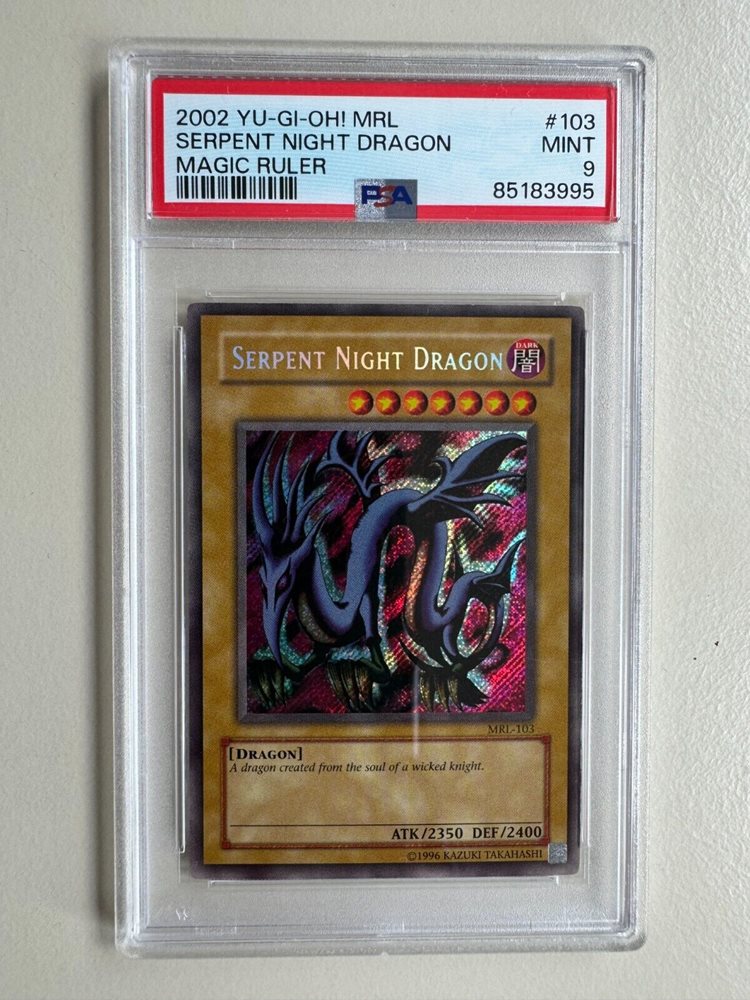 2002 YU-GI-OH! MRL #103
SERPENT NIGHT DRAGON MINT
MAGIC RULER 9
PSA 85183995
SERPENT NIGHT DRAGON
DARK
闇
MRL-103
[DRAGON]
A dragon created from the soul of a wicked knight.
ATK/2350 DEF/2400
©1996 KAZUKI TAKAHASHI